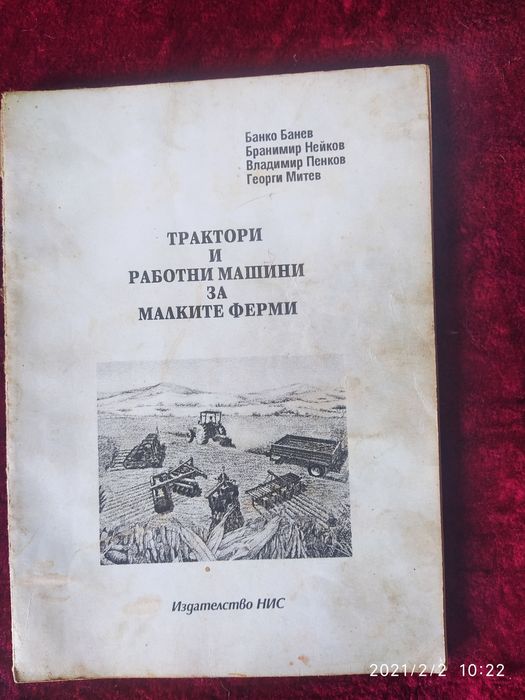 Банко Банев
Бранимир Нейков
Владимир Пенков
Георги Митев
ТРАКТОРИ
И
РАБОТНИ МАШИНИ
ЗА
МАЛКИТЕ ФЕРМИ
Издателство НИС
2021/2/2 10:22